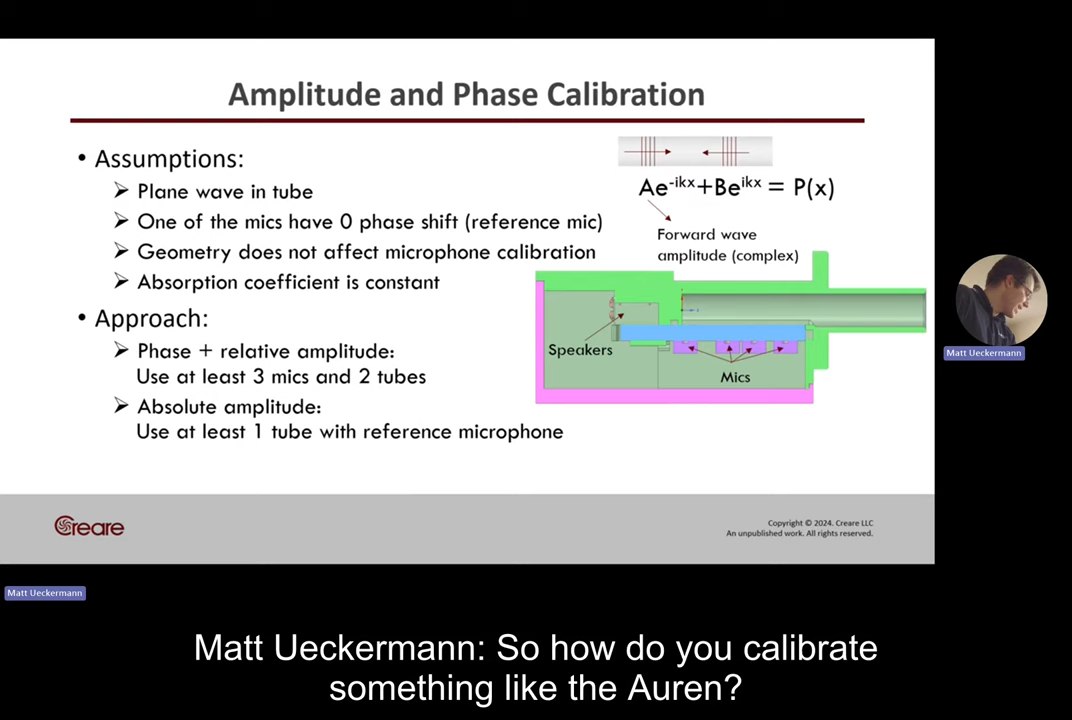 Amplitude and Phase Calibration
• Assumptions:
➢ Plane wave in tube
➢ One of the mics have 0 phase shift (reference mic)
➢ Geometry does not affect microphone calibration
➢ Absorption coefficient is constant
• Approach:
➢ Phase + relative amplitude:
Use at least 3 mics and 2 tubes
➢ Absolute amplitude:
Use at least 1 tube with reference microphone
Ae^-ikx+Be^ikx = P(x)
Forward wave
amplitude (complex)
Speakers
Mics
Creare
Copyright © 2024. Creare LLC
An unpublished work. All rights reserved.
Matt Ueckermann
Matt Ueckermann
Matt Ueckermann: So how do you calibrate
something like the Auren?